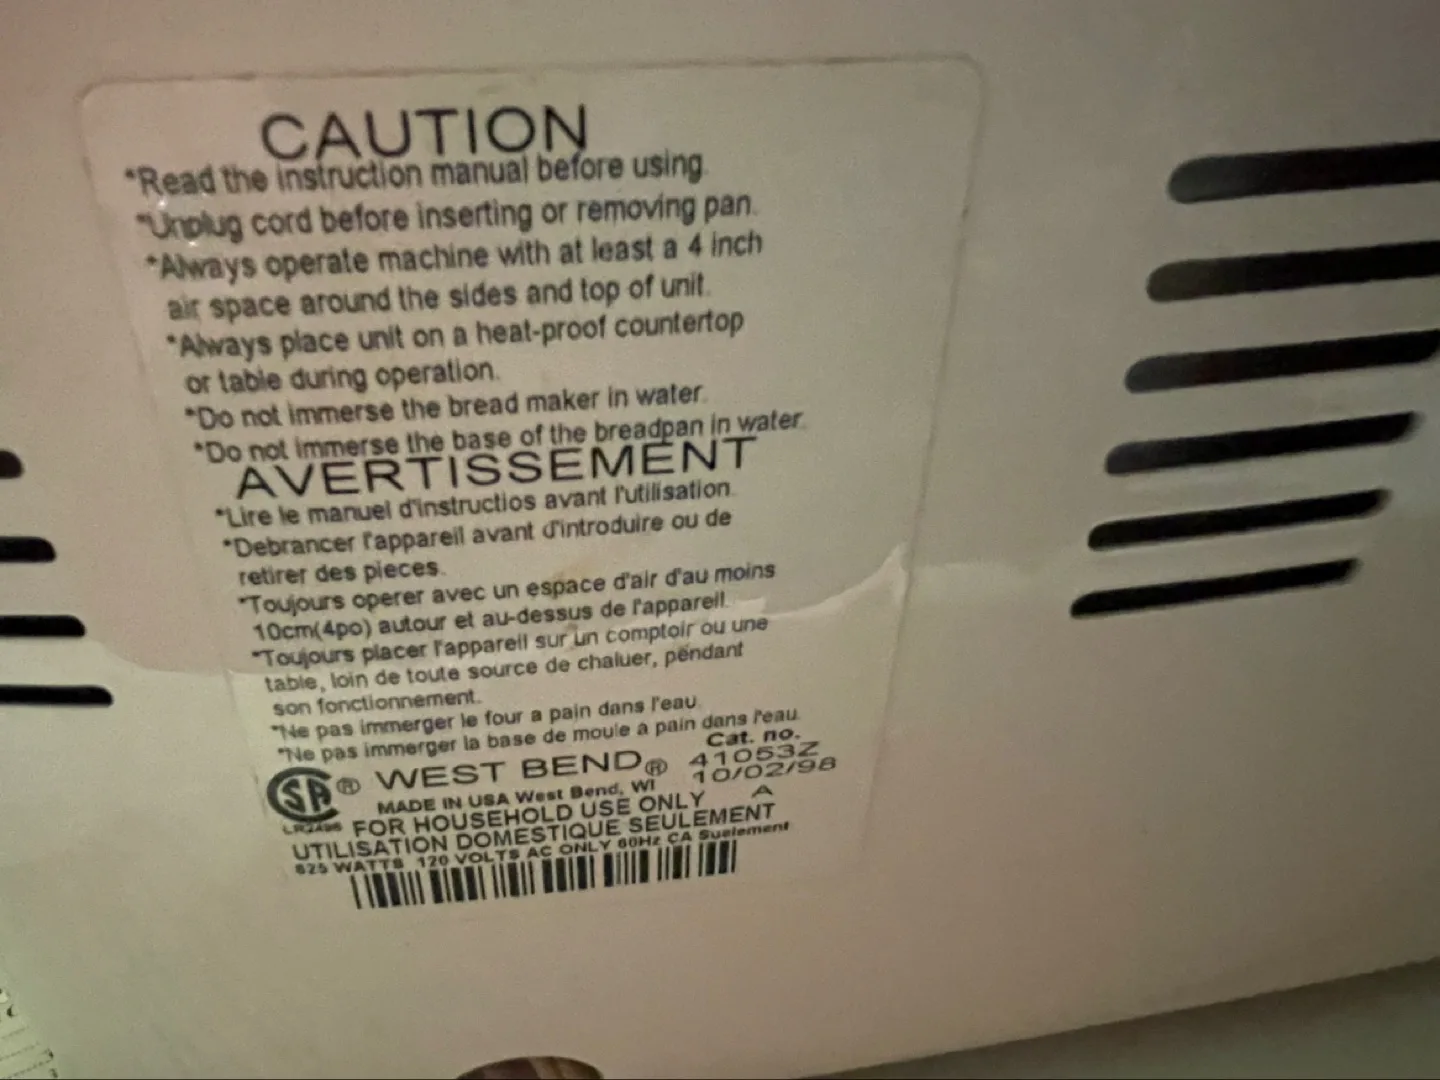 CAUTION
*Read the instruction manual before using.
*Unplug cord before inserting or removing pan.
*Always operate machine with at least a 4 inch
air space around the sides and top of unit.
*Always place unit on a heat-proof countertop
or table during operation.
*Do not immerse the bread maker in water.
*Do not immerse the base of the breadpan in water.
AVERTISSEMENT
*Lire le manuel d'instructios avant l'utilisation.
*Debrancer l'appareil avant d'introduire ou de
retirer des pieces.
*Toujours operer avec un espace d'air d'au moins
10cm(4po) autour et au-dessus de l'appareil.
*Toujours placer l'appareil sur un comptoir ou une
table, loin de toute source de chaluer, pendant
son fonctionnement.
*Ne pas immerger le four a pain dans l'eau.
*Ne pas immerger la base de moule a pain dans l'eau.
Cat. no.
SA ® WEST BEND® 41053Z
10/02/98
MADE IN USA West Bend, WI A
LR2496 FOR HOUSEHOLD USE ONLY
UTILISATION DOMESTIQUE SEULEMENT
625 WATTS 120 VOLTS AC ONLY 60Hz CA Suelement